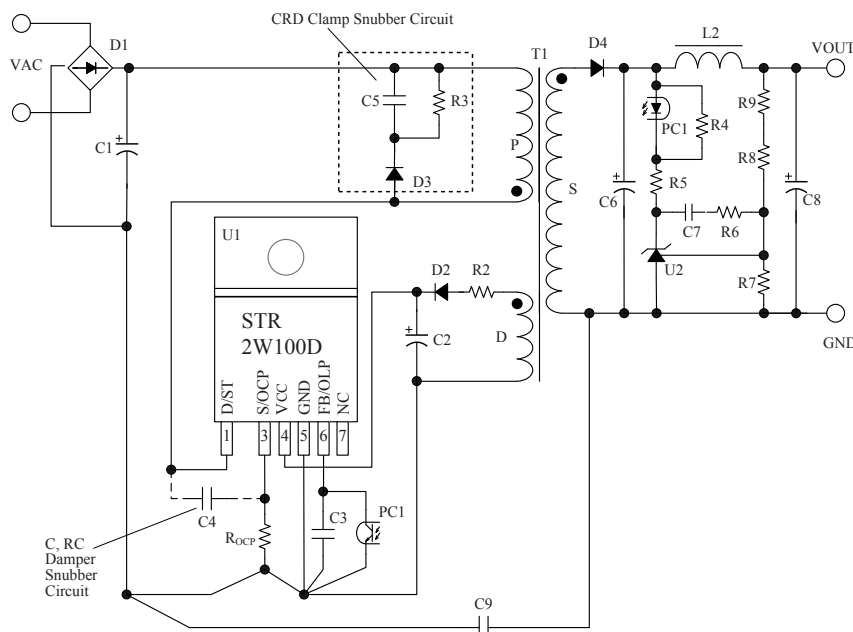 CRD Clamp Snubber Circuit
D1
VAC
C1
C5
R3
D3
T1
P
S
D4
L2
VOUT
PC1
R4
R9
R8
R5
C6
C7
R6
C8
U2
R7
GND
U1
STR
2W100D
D/ST
S/OCP
VCC
GND
FB/OLP
NC
1
3
4
5
6
7
D2
R2
C2
D
C4
ROCP
C3
PC1
C, RC
Damper
Snubber
Circuit
C9
+
+
+
+